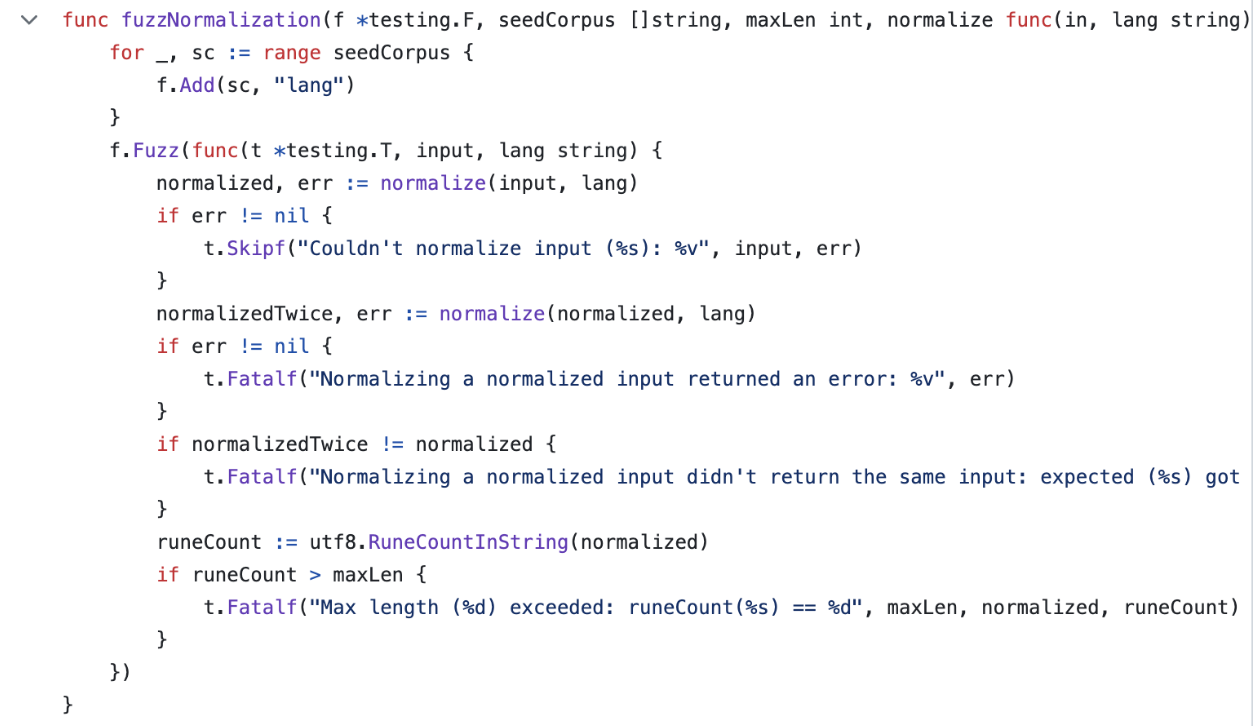 func fuzzNormalization(f *testing.F, seedCorpus []string, maxLen int, normalize func(in, lang string)
    for _, sc := range seedCorpus {
        f.Add(sc, "lang")
    }
    f.Fuzz(func(t *testing.T, input, lang string) {
        normalized, err := normalize(input, lang)
        if err != nil {
            t.Skipf("Couldn't normalize input (%s): %v", input, err)
        }
        normalizedTwice, err := normalize(normalized, lang)
        if err != nil {
            t.Fatalf("Normalizing a normalized input returned an error: %v", err)
        }
        if normalizedTwice != normalized {
            t.Fatalf("Normalizing a normalized input didn't return the same input: expected (%s) got
        }
        runeCount := utf8.RuneCountInString(normalized)
        if runeCount > maxLen {
            t.Fatalf("Max length (%d) exceeded: runeCount(%s) == %d", maxLen, normalized, runeCount)
        }
    })
}